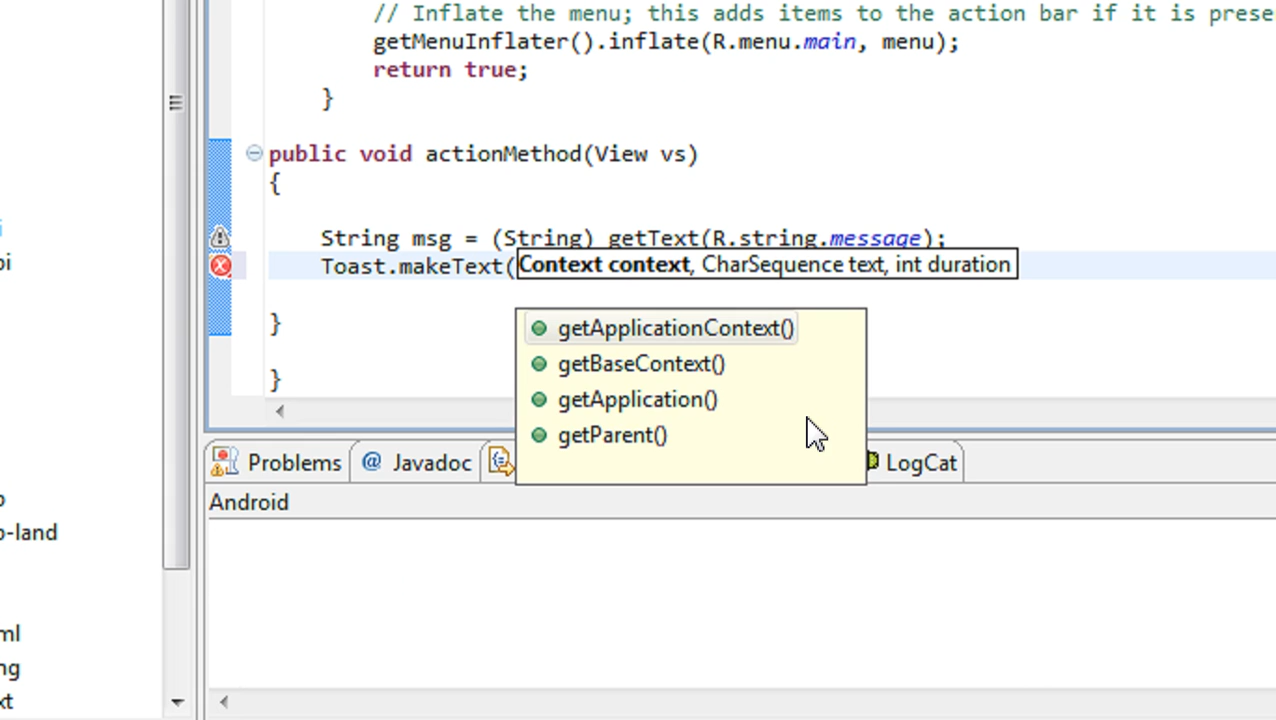 // Inflate the menu; this adds items to the action bar if it is prese
getMenuInflater().inflate(R.menu.main, menu);
return true;
}
public void actionMethod(View vs)
{
String msg = (String) getText(R.string.message);
Toast.makeText(
Context context, CharSequence text, int duration
}
getApplicationContext()
getBaseContext()
getApplication()
getParent()
}
Problems
@ Javadoc
LogCat
Android
pi
o
o-land
ml
ng
xt